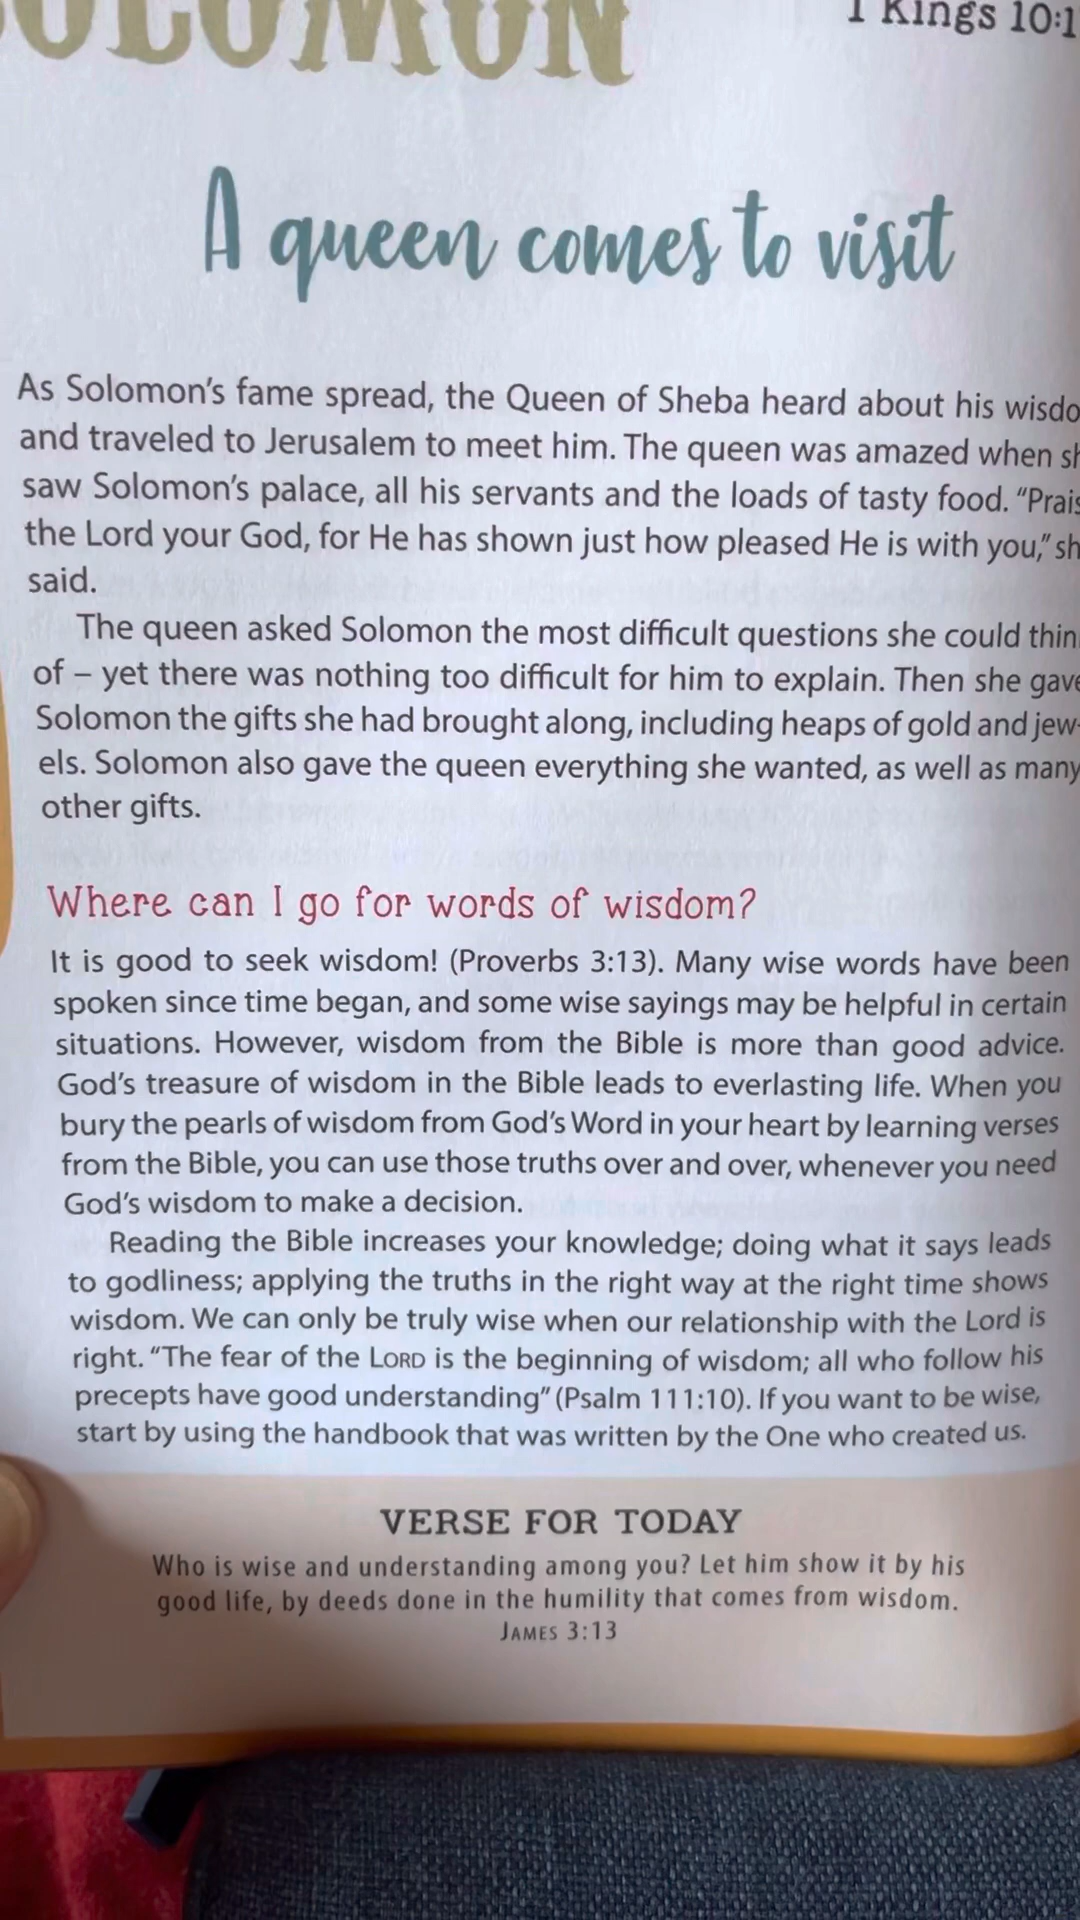 OLOMON
1 Kings 10:1
A queen comes to visit
As Solomon's fame spread, the Queen of Sheba heard about his wisdo
and traveled to Jerusalem to meet him. The queen was amazed when sh
saw Solomon's palace, all his servants and the loads of tasty food. “Prais
the Lord your God, for He has shown just how pleased He is with you,” sh
said.
The queen asked Solomon the most difficult questions she could thin
of – yet there was nothing too difficult for him to explain. Then she gave
Solomon the gifts she had brought along, including heaps of gold and jew-
els. Solomon also gave the queen everything she wanted, as well as many
other gifts.
Where can I go for words of wisdom?
It is good to seek wisdom! (Proverbs 3:13). Many wise words have been
spoken since time began, and some wise sayings may be helpful in certain
situations. However, wisdom from the Bible is more than good advice.
God's treasure of wisdom in the Bible leads to everlasting life. When you
bury the pearls of wisdom from God's Word in your heart by learning verses
from the Bible, you can use those truths over and over, whenever you need
God's wisdom to make a decision.
Reading the Bible increases your knowledge; doing what it says leads
to godliness; applying the truths in the right way at the right time shows
wisdom. We can only be truly wise when our relationship with the Lord is
right. “The fear of the LORD is the beginning of wisdom; all who follow his
precepts have good understanding” (Psalm 111:10). If you want to be wise,
start by using the handbook that was written by the One who created us.
VERSE FOR TODAY
Who is wise and understanding among you? Let him show it by his
good life, by deeds done in the humility that comes from wisdom.
JAMES 3:13